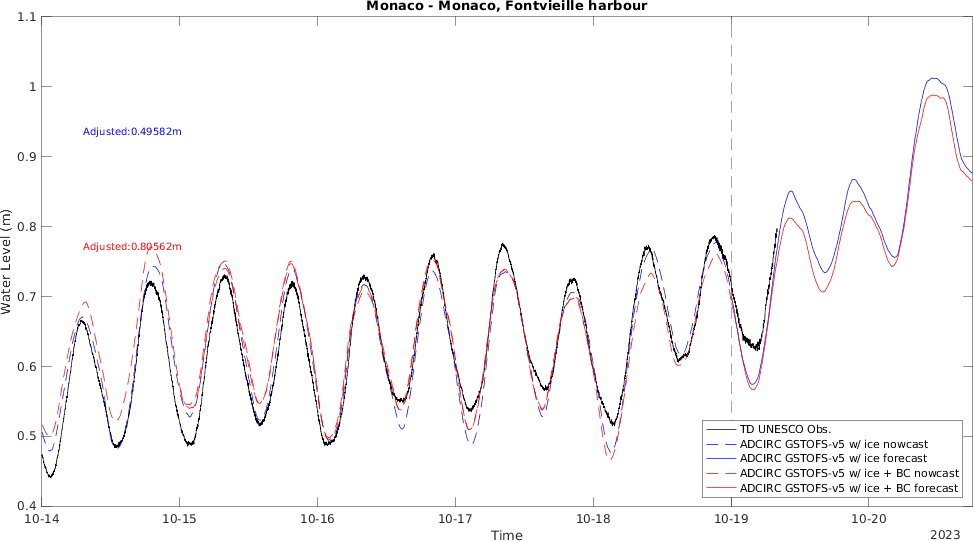 Monaco - Monaco, Fontvieille harbour
1.1
1
0.9
0.8
0.7
0.6
0.5
0.4
Water Level (m)
Adjusted:0.49582m
Adjusted:0.80562m
TD UNESCO Obs.
ADCIRC GSTOFS-v5 w/ ice nowcast
ADCIRC GSTOFS-v5 w/ ice forecast
ADCIRC GSTOFS-v5 w/ ice + BC nowcast
ADCIRC GSTOFS-v5 w/ ice + BC forecast
10-14 10-15 10-16 10-17 10-18 10-19 10-20
Time
2023